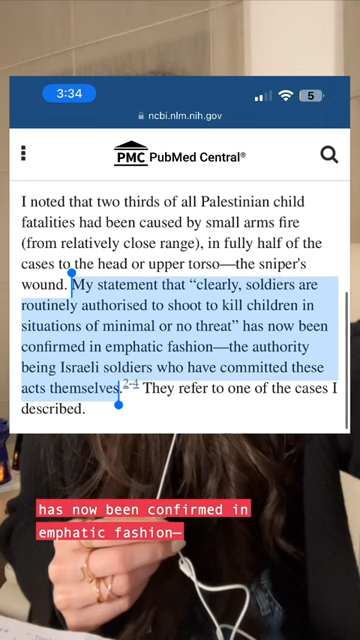 3:34
5
ncbi.nlm.nih.gov
PMC PubMed Central®
I noted that two thirds of all Palestinian child
fatalities had been caused by small arms fire
(from relatively close range), in fully half of the
cases to the head or upper torso—the sniper's
wound. My statement that “clearly, soldiers are
routinely authorised to shoot to kill children in
situations of minimal or no threat” has now been
confirmed in emphatic fashion—the authority
being Israeli soldiers who have committed these
acts themselves.2-4 They refer to one of the cases I
described.
has now been confirmed in
emphatic fashion—